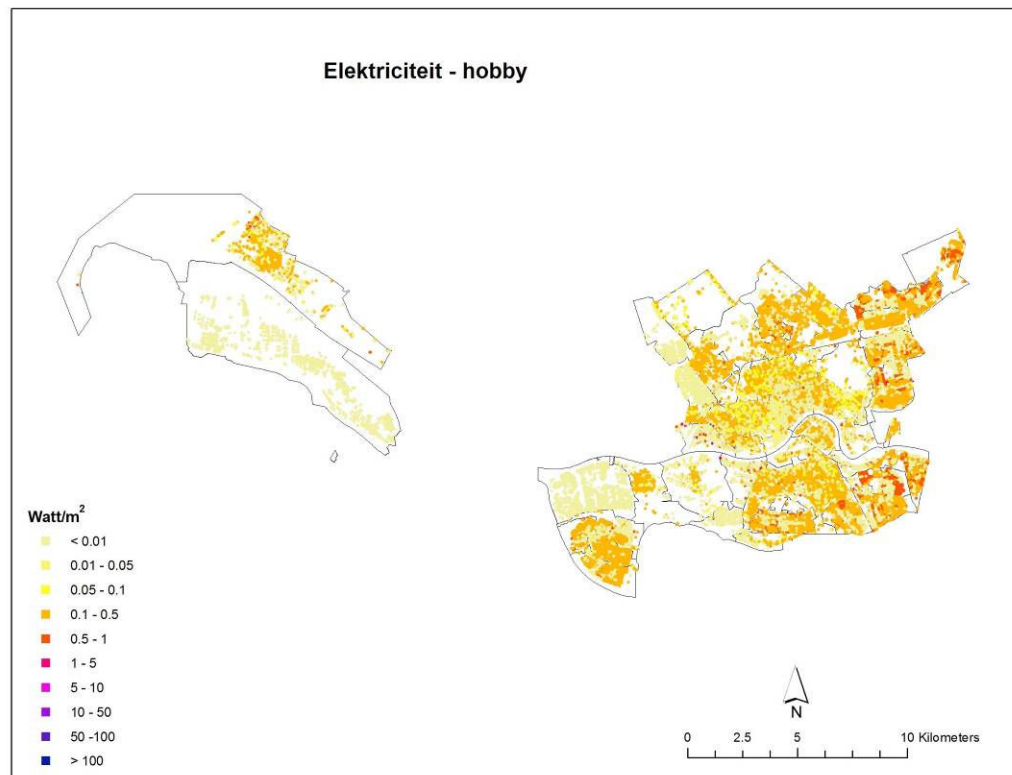 Elektriciteit - hobby
Watt/m²
< 0.01
0.01 - 0.05
0.05 - 0.1
0.1 - 0.5
0.5 - 1
1 - 5
5 - 10
10 - 50
50 -100
> 100
N
0 2.5 5 10 Kilometers